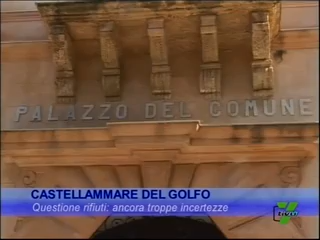 PALAZZO DEL COMUNE
CASTELLAMMARE DEL GOLFO
Questione rifiuti: ancora troppe incertezze